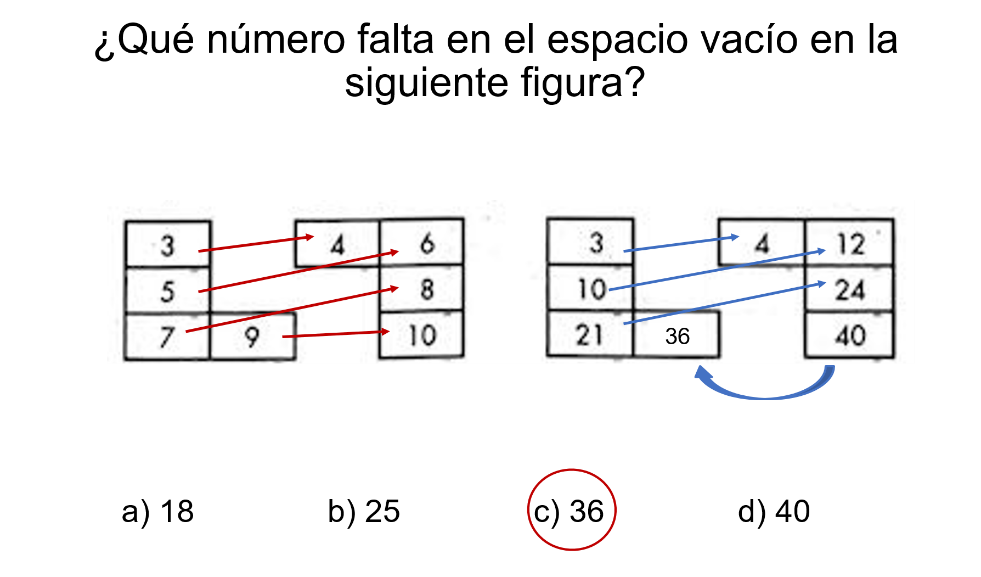 ¿Qué número falta en el espacio vacío en la
siguiente figura?
3 4 6 3 4 12
5 8 10 24
7 9 10 21 36 40
a) 18 b) 25 c) 36 d) 40